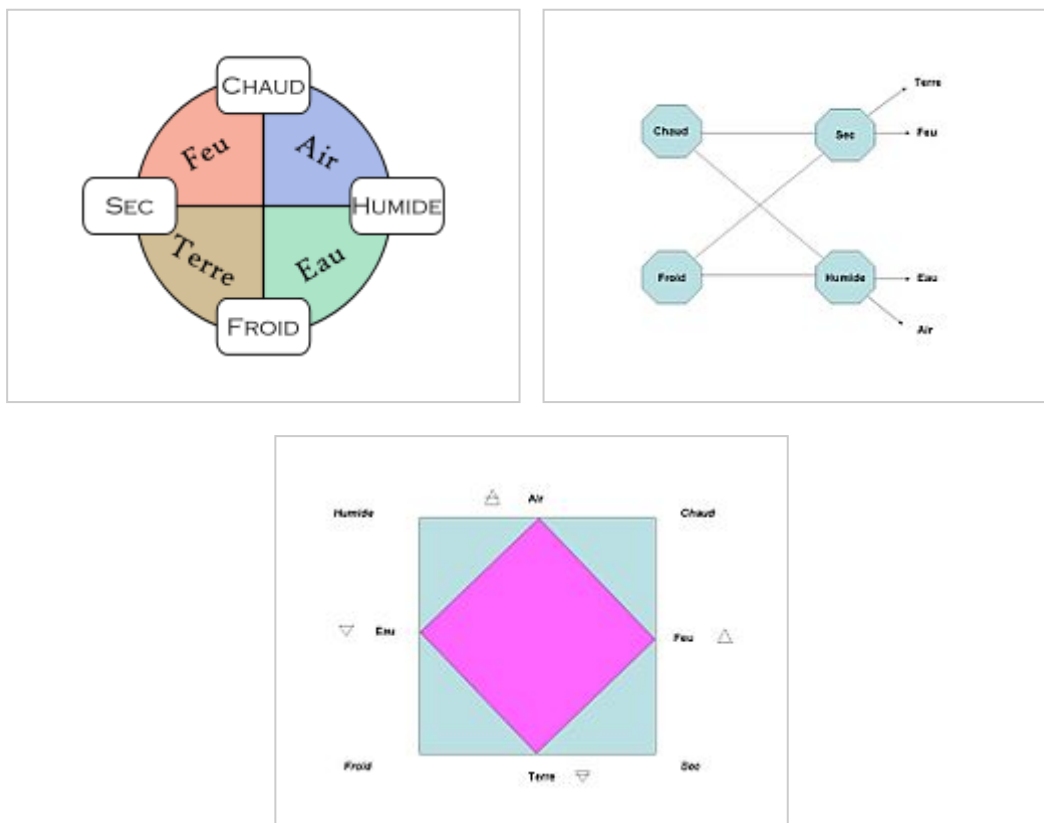 CHAUD
Feu
Air
SEC
HUMIDE
Terre
Eau
FROID
Terre
Chaud
Sec
Feu
Froid
Humide
Eau
Air
Air
Humide
Chaud
Eau
Feu
Froid
Sec
Terre